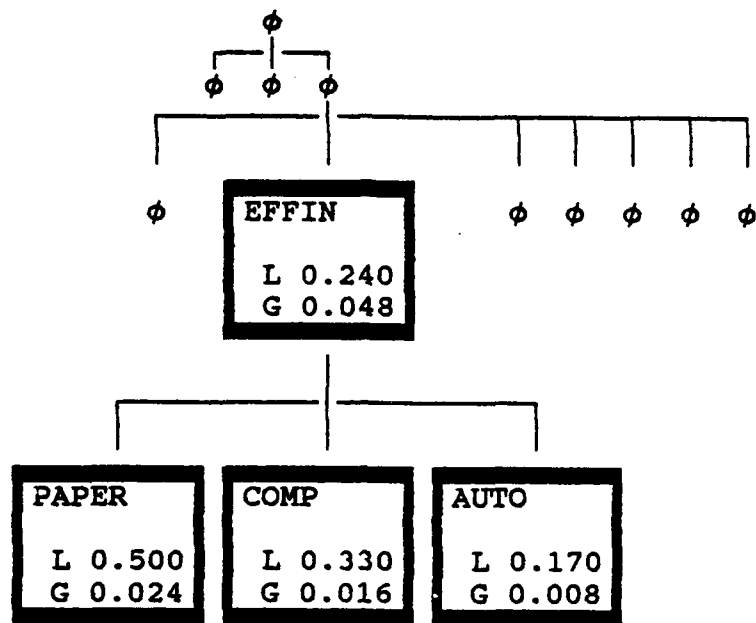 φ
φ φ φ
φ φ φ φ φ φ
EFFIN
L 0.240
G 0.048
PAPER COMP AUTO
L 0.500 L 0.330 L 0.170
G 0.024 G 0.016 G 0.008